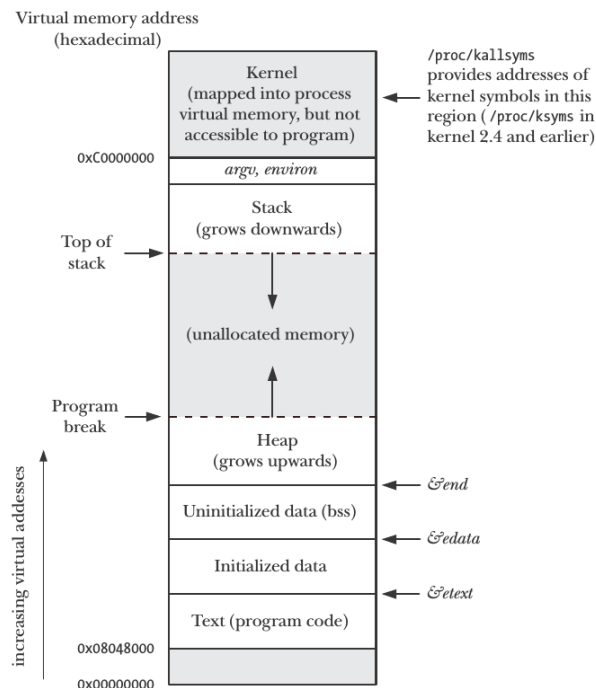 Virtual memory address
(hexadecimal)
Kernel
(mapped into process
virtual memory, but not
accessible to program)
/proc/kallsyms
provides addresses of
kernel symbols in this
region (/proc/ksyms in
kernel 2.4 and earlier)
0xC0000000
argv, environ
Stack
(grows downwards)
Top of
stack
(unallocated memory)
Program
break
Heap
(grows upwards)
&end
Uninitialized data (bss)
&edata
Initialized data
&etext
Text (program code)
0x08048000
0x00000000
increasing virtual addesses